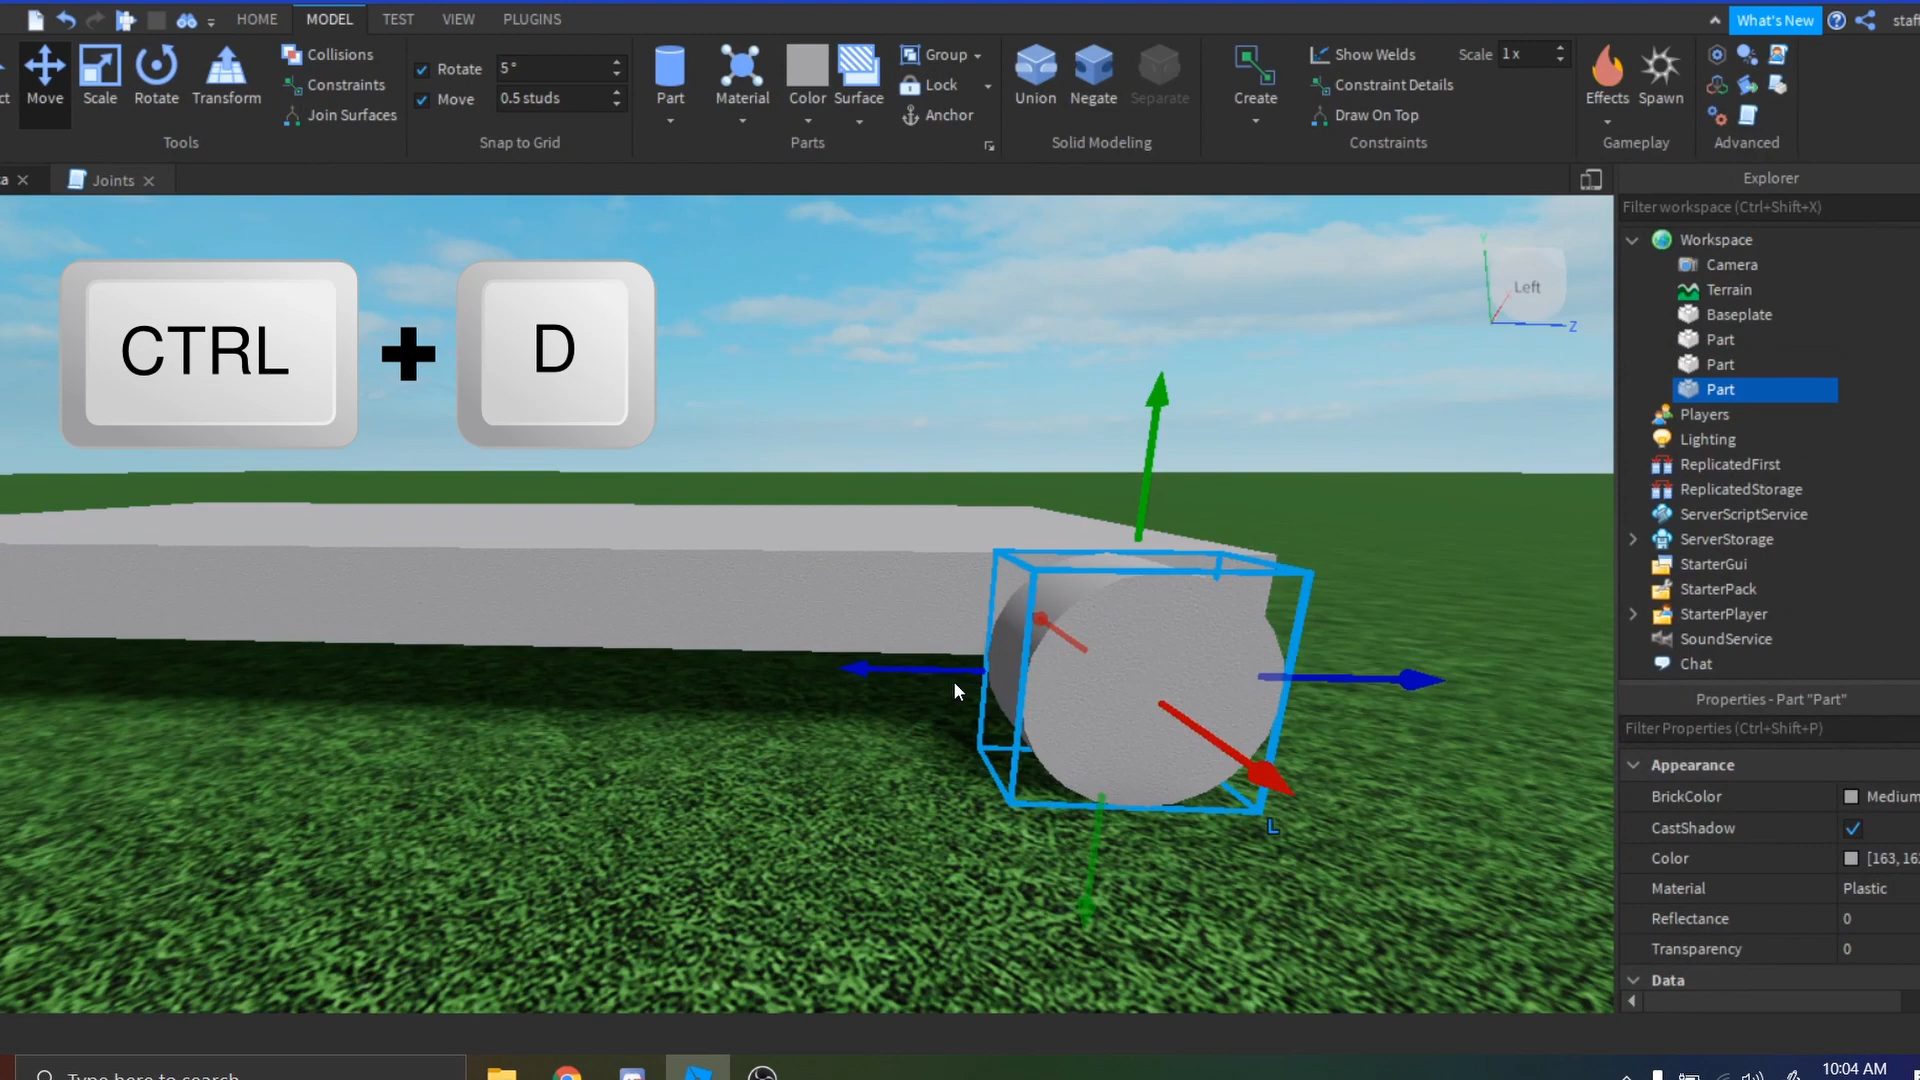 HOME MODEL TEST VIEW PLUGINS What's New staff
Move Scale Rotate Transform
Collisions
Constraints
Join Surfaces
Rotate 5°
Move 0.5 studs
Part Material Color Surface
Group
Lock
Anchor
Union Negate Separate
Create
Show Welds Scale 1 x
Constraint Details
Draw On Top
Effects Spawn
Tools Snap to Grid Parts Solid Modeling Constraints Gameplay Advanced
Joints
Explorer
Filter workspace (Ctrl+Shift+X)
Workspace
Camera
Terrain
Baseplate
Part
Part
Part
Players
Lighting
ReplicatedFirst
ReplicatedStorage
ServerScriptService
ServerStorage
StarterGui
StarterPack
StarterPlayer
SoundService
Chat
CTRL + D
Y
Left
Z
L
Properties - Part "Part"
Filter Properties (Ctrl+Shift+P)
Appearance
BrickColor Medium
CastShadow
Color [163, 162
Material Plastic
Reflectance 0
Transparency 0
Data
Type here to search
10:04 AM